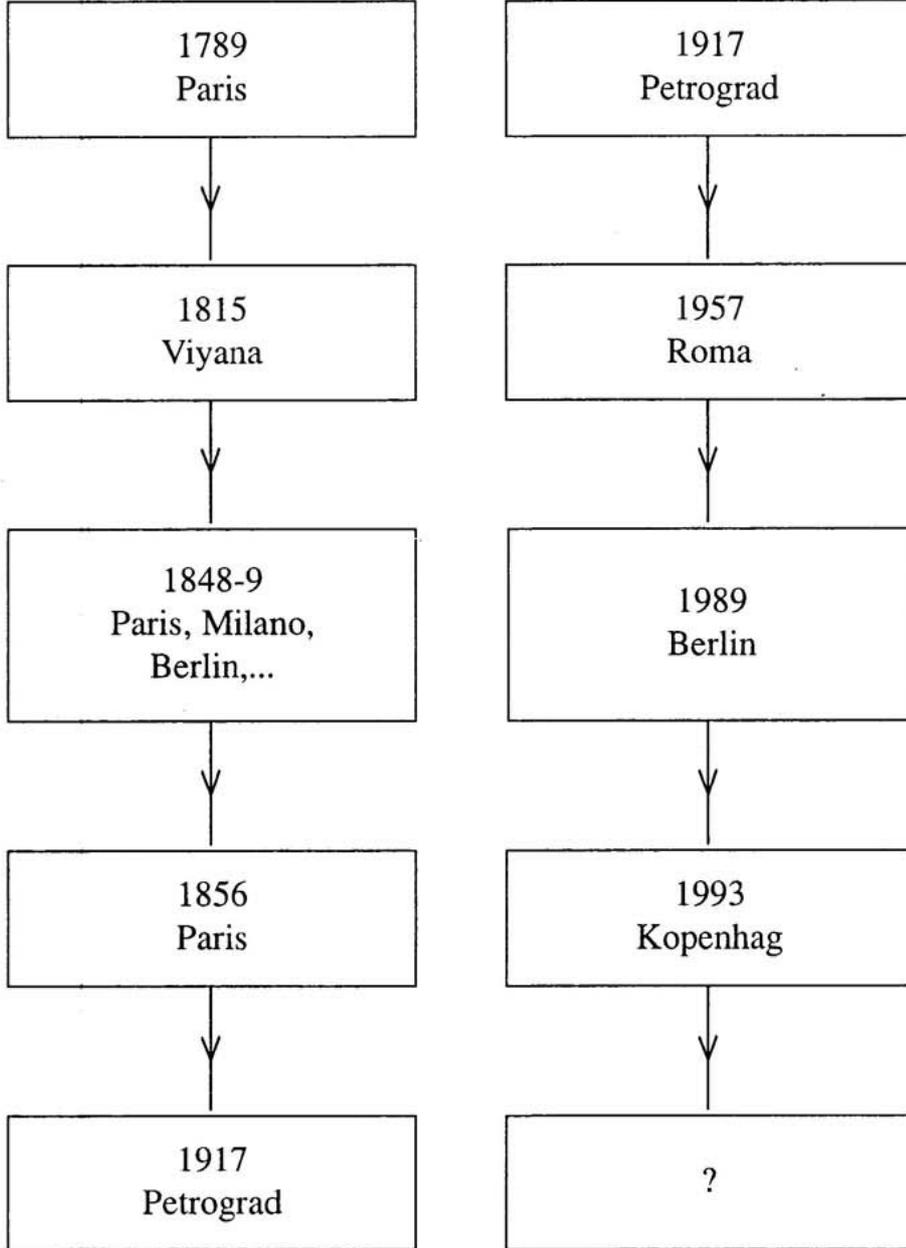 1789
Paris
1815
Viyana
1848-9
Paris, Milano,
Berlin,...
1856
Paris
1917
Petrograd
1917
Petrograd
1957
Roma
1989
Berlin
1993
Kopenhag
?